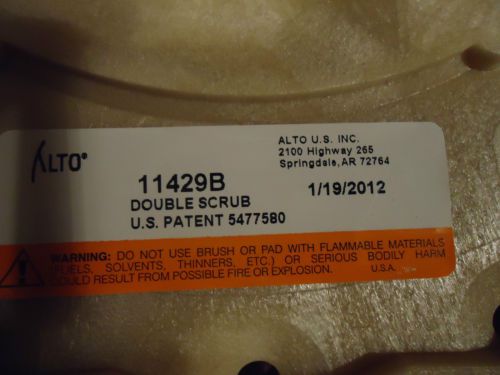 ALTO®
ALTO U.S. INC.
2100 Highway 265
Springdale, AR 72764
11429B
1/19/2012
DOUBLE SCRUB
U.S. PATENT 5477580
WARNING: DO NOT USE BRUSH OR PAD WITH FLAMMABLE MATERIALS
(FUELS, SOLVENTS, THINNERS, ETC.) OR SERIOUS BODILY HARM
COULD RESULT FROM POSSIBLE FIRE OR EXPLOSION.
U.S.A.